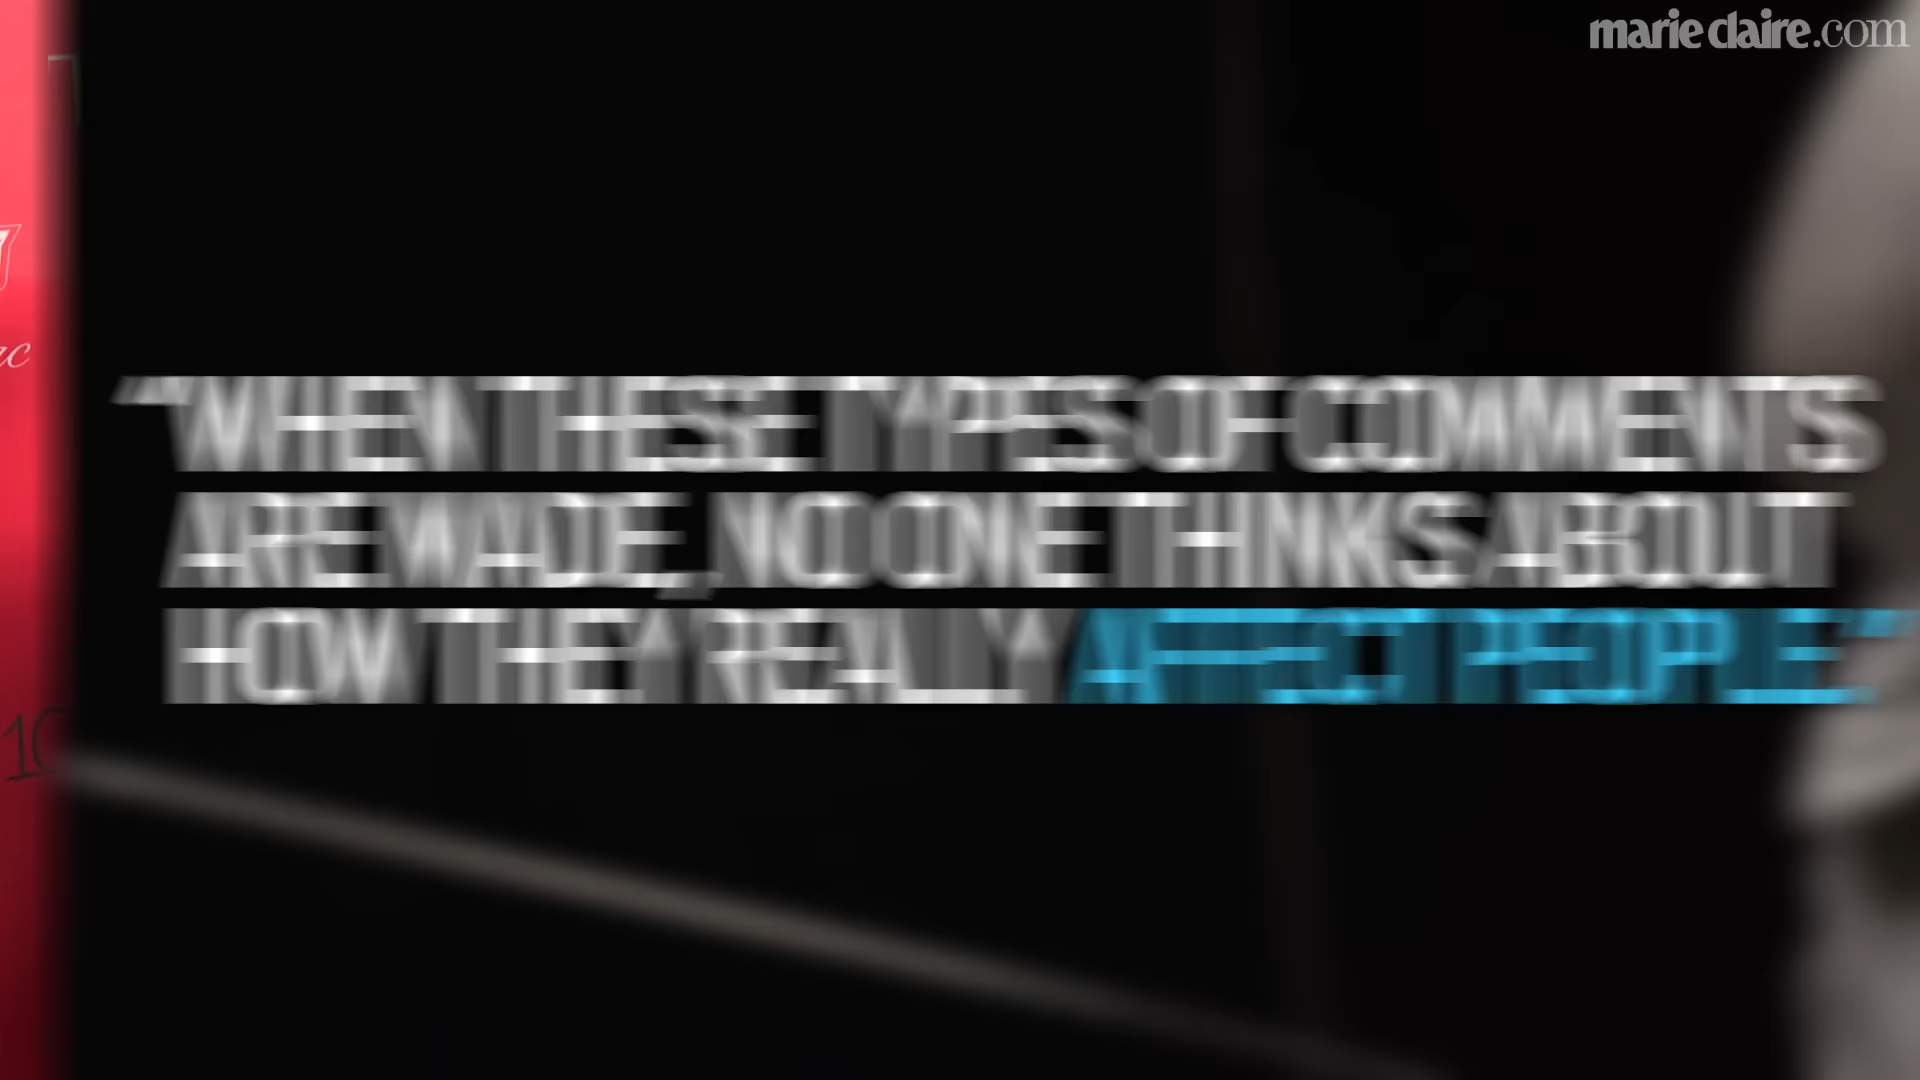 marie claire.com
"WHEN THESE TYPES OF COMMENTS
ARE MADE, NO ONE THINKS ABOUT
HOW THEY REALLY AFFECT PEOPLE"
10